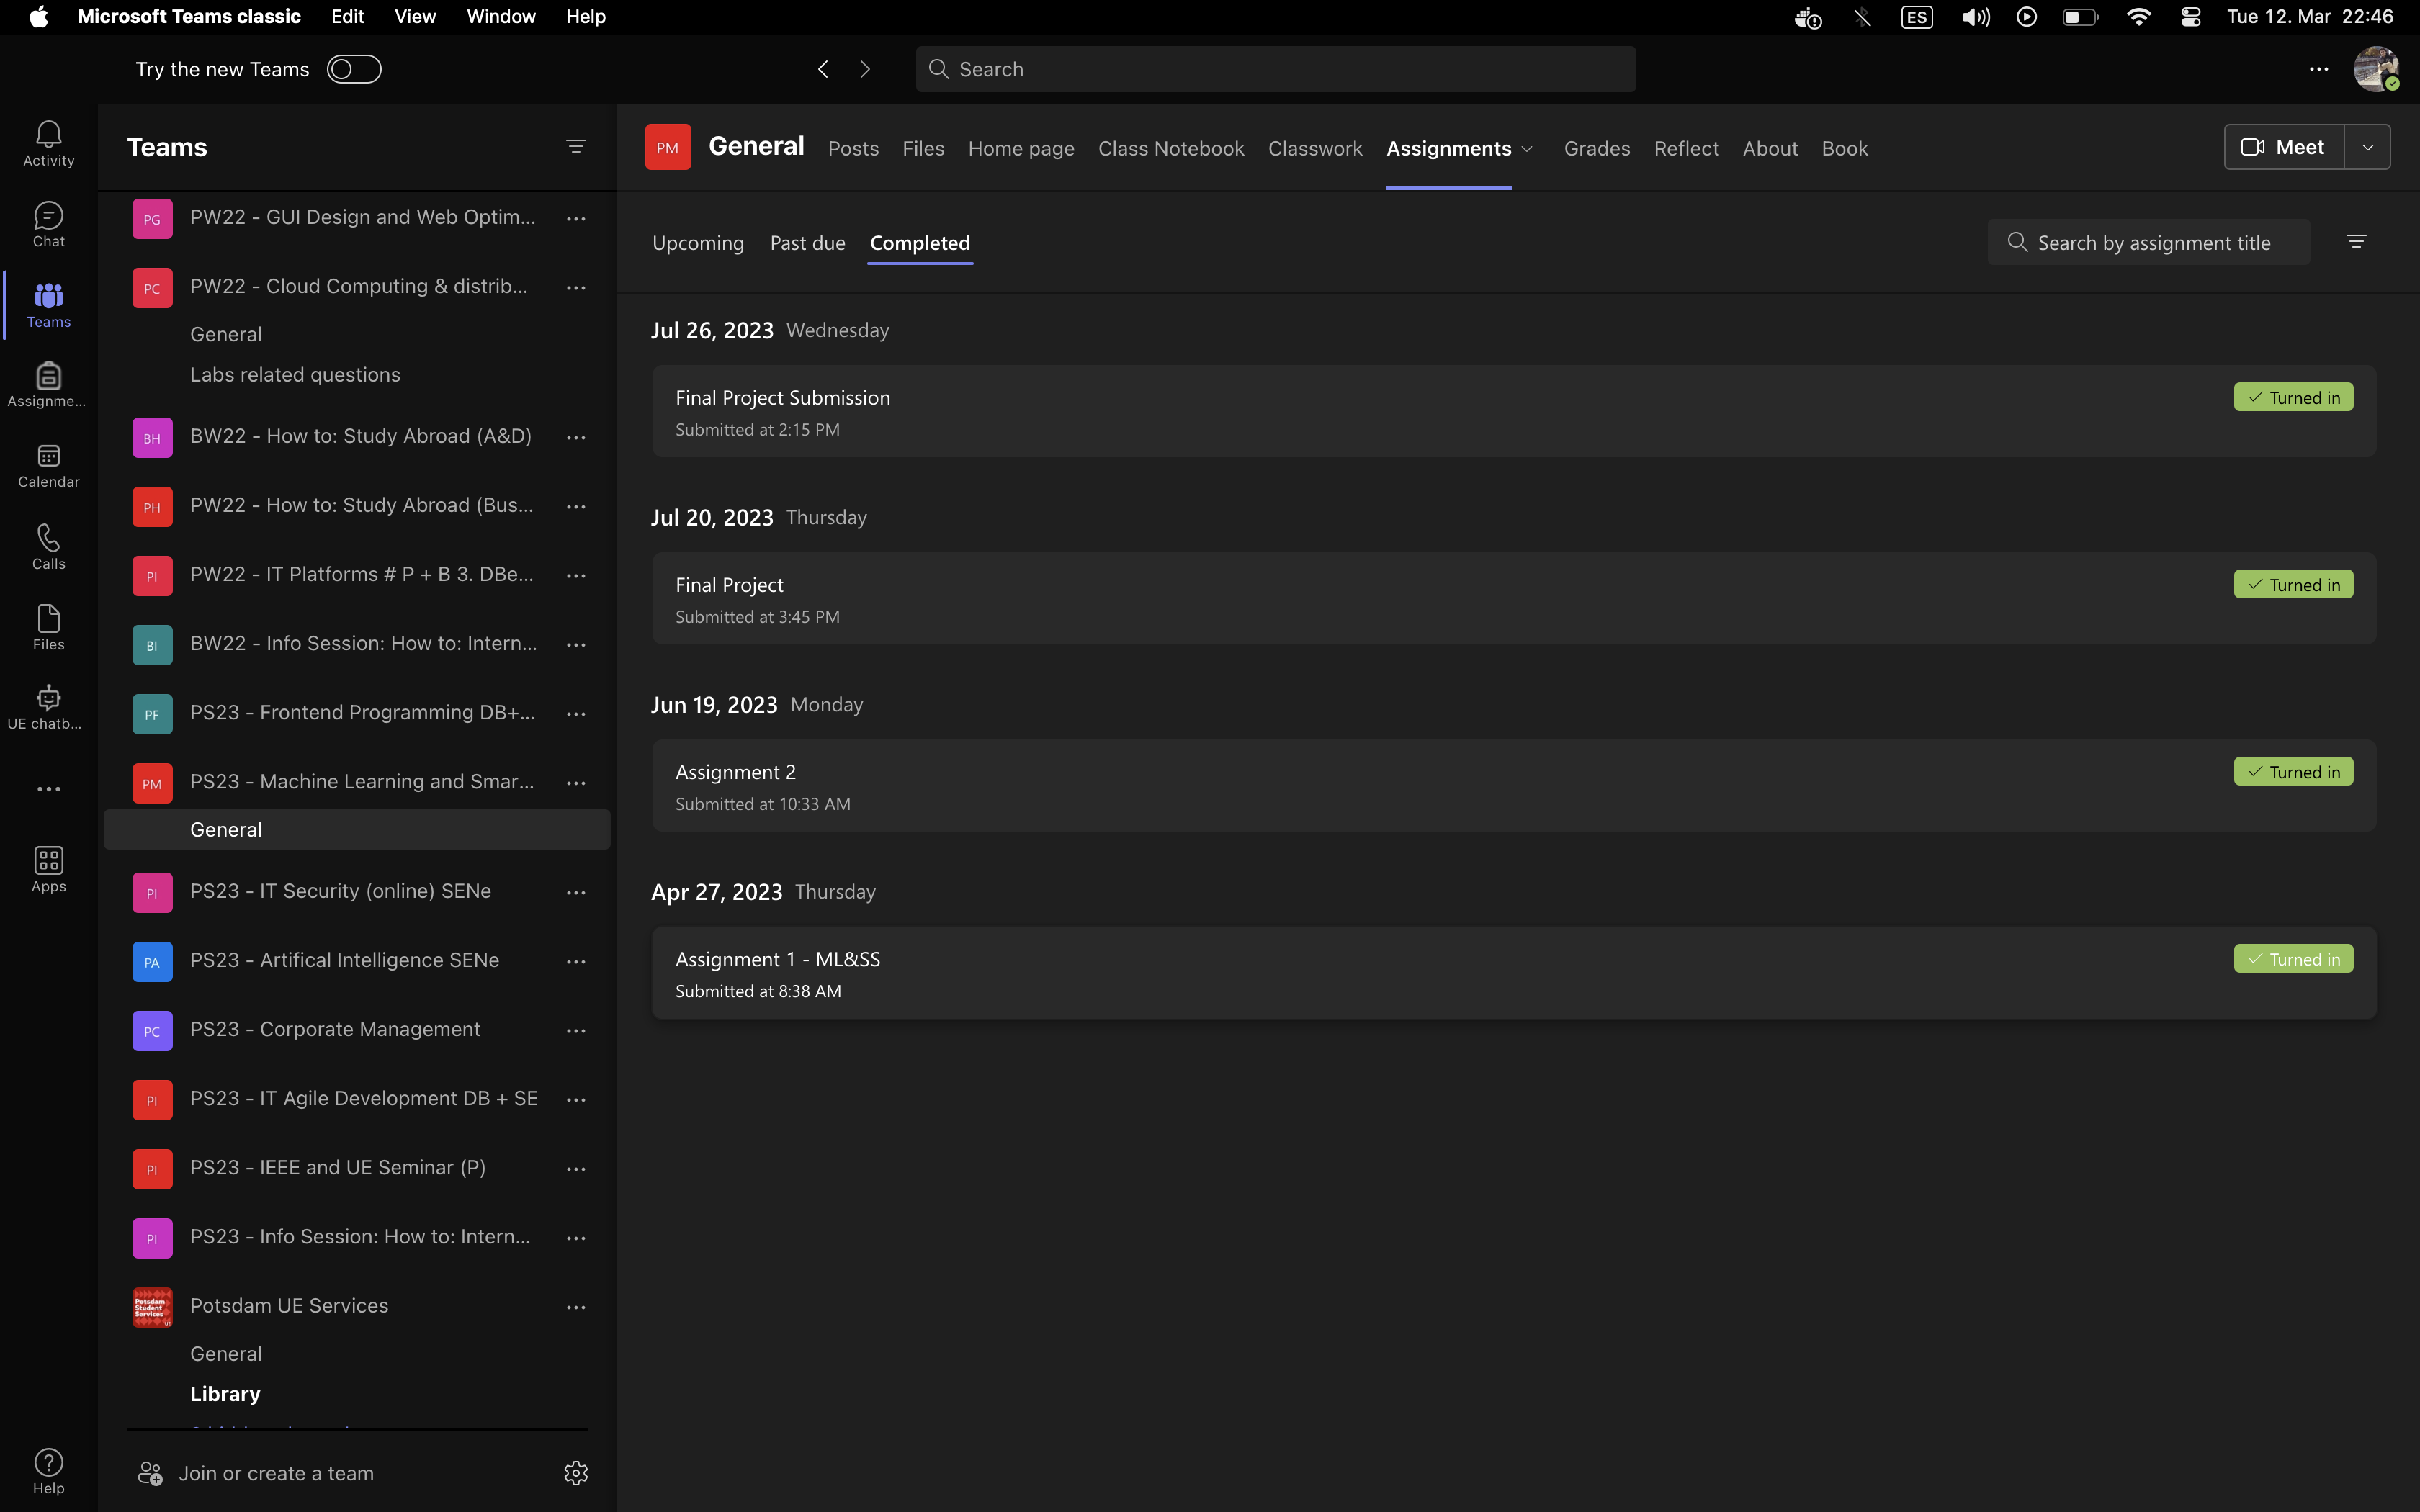 Microsoft Teams classic Edit View Window Help ES Tue 12. Mar 22:46
Try the new Teams Search
Activity
Chat
Teams
Assignme...
Calendar
Calls
Files
UE chatb...
Apps
Help
Teams
PG PW22 - GUI Design and Web Optim...
PC PW22 - Cloud Computing & distrib...
General
Labs related questions
BH BW22 - How to: Study Abroad (A&D)
PH PW22 - How to: Study Abroad (Bus...
PI PW22 - IT Platforms # P + B 3. DBe...
BI BW22 - Info Session: How to: Intern...
PF PS23 - Frontend Programming DB+...
PM PS23 - Machine Learning and Smar...
General
PI PS23 - IT Security (online) SENe
PA PS23 - Artifical Intelligence SENe
PC PS23 - Corporate Management
PI PS23 - IT Agile Development DB + SE
PI PS23 - IEEE and UE Seminar (P)
PI PS23 - Info Session: How to: Intern...
Potsdam Student Services Potsdam UE Services
General
Library
Join or create a team
PM General Posts Files Home page Class Notebook Classwork Assignments Grades Reflect About Book Meet
Upcoming Past due Completed Search by assignment title
Jul 26, 2023 Wednesday
Final Project Submission Turned in
Submitted at 2:15 PM
Jul 20, 2023 Thursday
Final Project Turned in
Submitted at 3:45 PM
Jun 19, 2023 Monday
Assignment 2 Turned in
Submitted at 10:33 AM
Apr 27, 2023 Thursday
Assignment 1 - ML&SS Turned in
Submitted at 8:38 AM